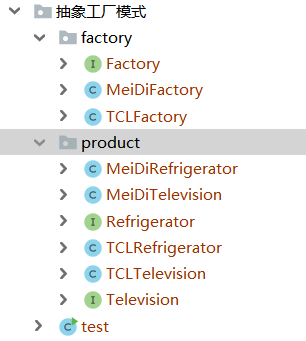 抽象工厂模式
factory
I Factory
C MeiDiFactory
C TCLFactory
product
C MeiDiRefrigerator
C MeiDiTelevision
I Refrigerator
C TCLRefrigerator
C TCLTelevision
I Television
C test